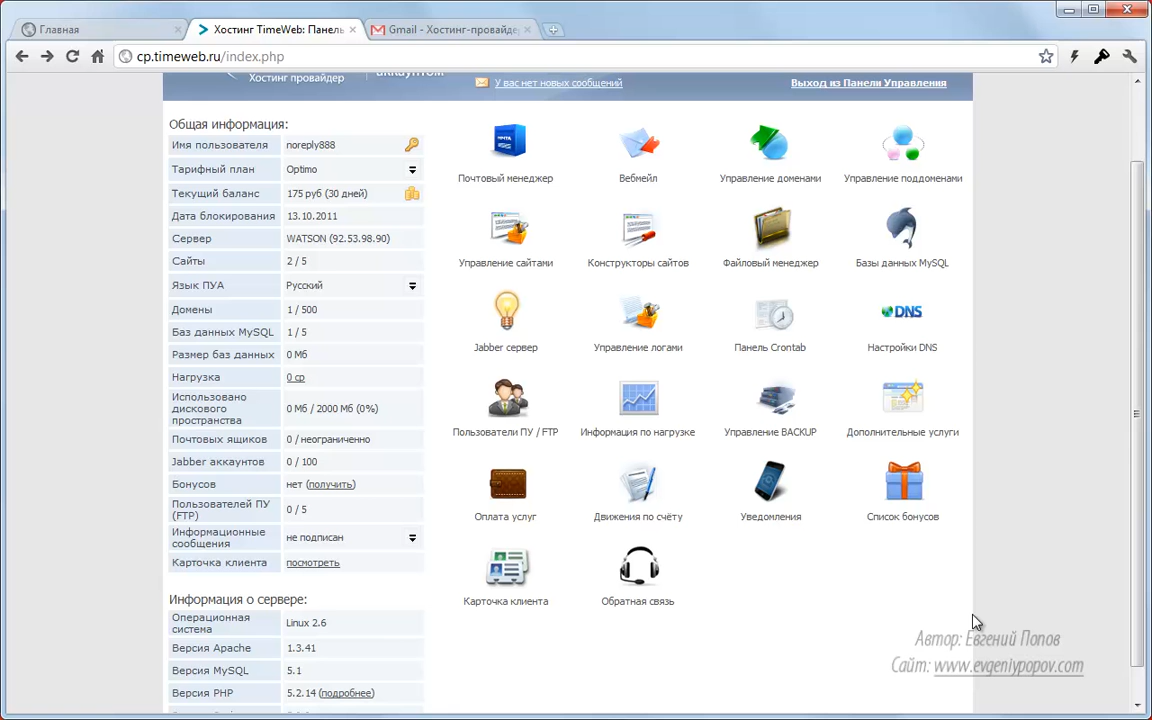 Главная
Хостинг TimeWeb: Панель
Gmail - Хостинг-провайде
cp.timeweb.ru/index.php
Хостинг провайдер
аккаунтом
У вас нет новых сообщений
Выход из Панели Управления
Общая информация:
Имя пользователя noreply888
Тарифный план Optimo
Текущий баланс 175 руб (30 дней)
Дата блокирования 13.10.2011
Сервер WATSON (92.53.98.90)
Сайты 2 / 5
Язык ПУА Русский
Домены 1 / 500
Баз данных MySQL 1 / 5
Размер баз данных 0 Мб
Нагрузка 0 cp
Использовано
дискового
пространства
0 Мб / 2000 Мб (0%)
Почтовых ящиков 0 / неограниченно
Jabber аккаунтов 0 / 100
Бонусов нет (получить)
Пользователей ПУ
(FTP)
0 / 5
Информационные
сообщения
не подписан
Карточка клиента посмотреть
Информация о сервере:
Операционная
система
Linux 2.6
Версия Apache 1.3.41
Версия MySQL 5.1
Версия PHP 5.2.14 (подробнее)
ПОЧТА
Почтовый менеджер Вебмейл Управление доменами Управление поддоменами
Управление сайтами Конструкторы сайтов Файловый менеджер Базы данных MySQL
DNS
Jabber сервер Управление логами Панель Crontab Настройки DNS
Пользователи ПУ / FTP Информация по нагрузке Управление BACKUP Дополнительные услуги
Оплата услуг Движения по счёту Уведомления Список бонусов
Карточка клиента Обратная связь
Автор: Евгений Попов
Сайт: www.evgeniypopov.com